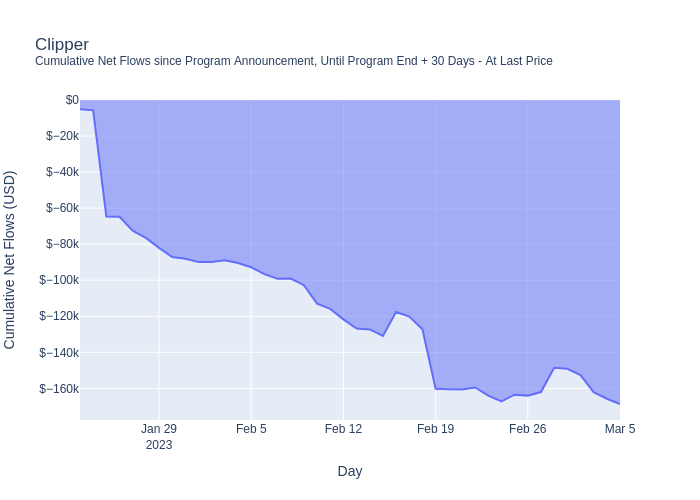 Clipper
Cumulative Net Flows since Program Announcement, Until Program End + 30 Days - At Last Price
$0
$−20k
$−40k
$−60k
$−80k
$−100k
$−120k
$−140k
$−160k
Cumulative Net Flows (USD)
Jan 29
2023
Feb 5
Feb 12
Feb 19
Feb 26
Mar 5
Day